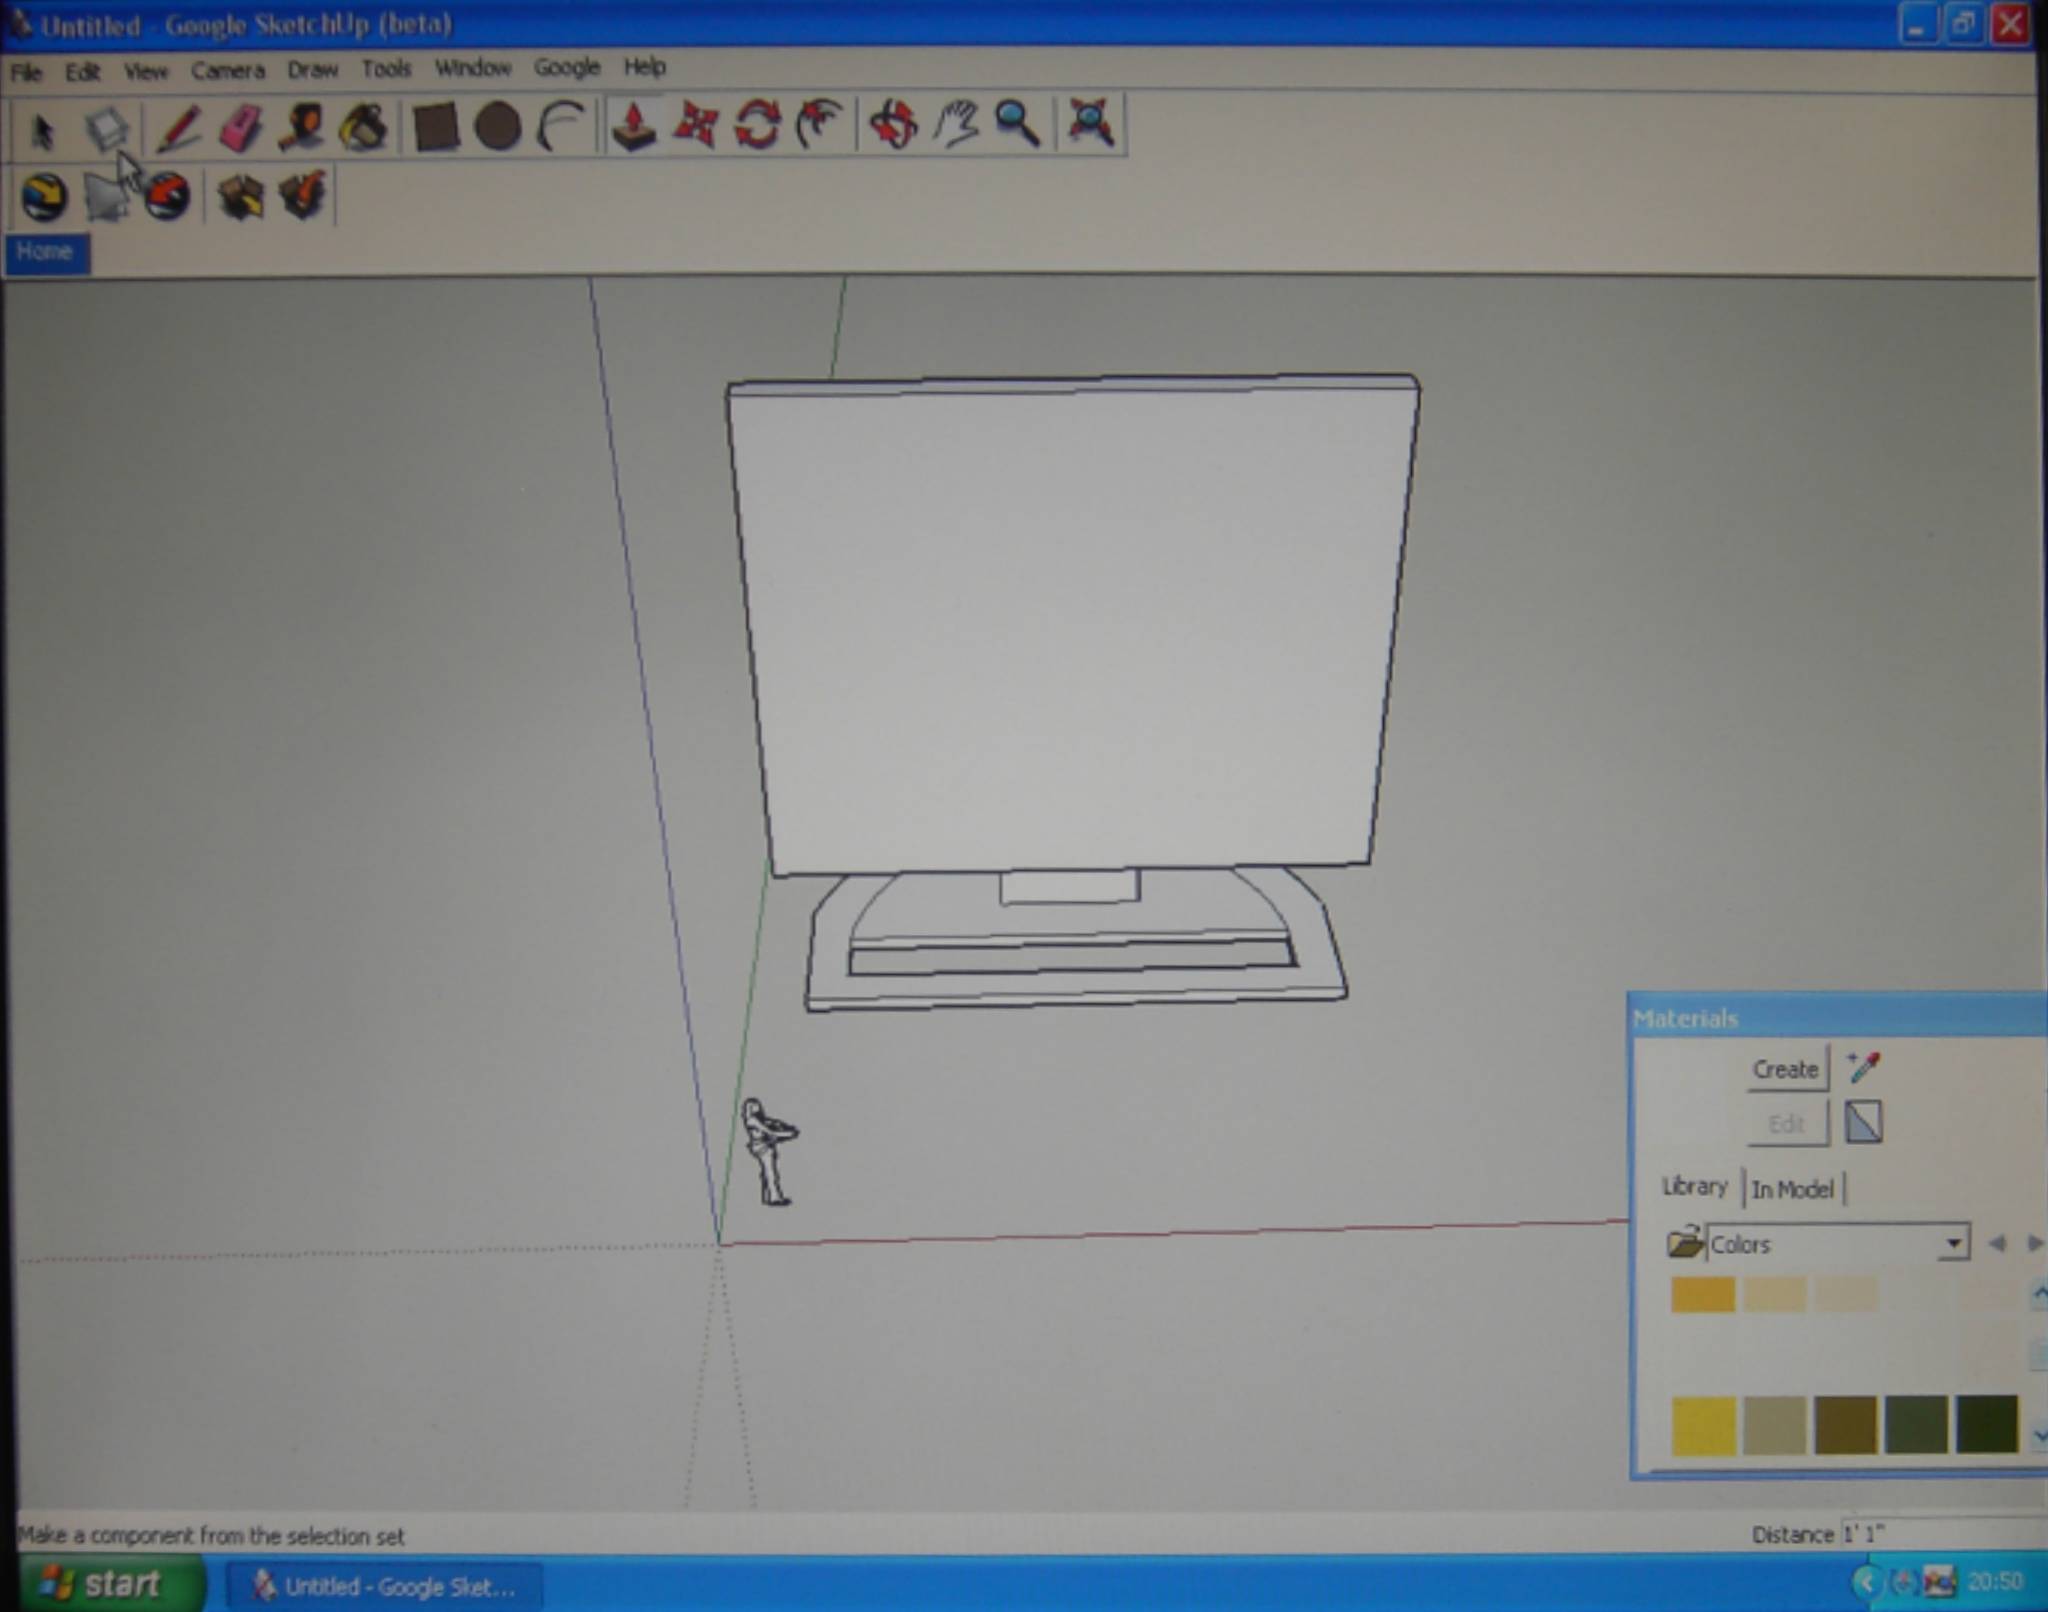 Untitled - Google SketchUp (beta)
File Edit View Camera Draw Tools Window Google Help
Home
Materials
Create
Edit
Library In Model
Colors
Make a component from the selection set
Distance 1' 1"
start Untitled - Google Sket... 20:50